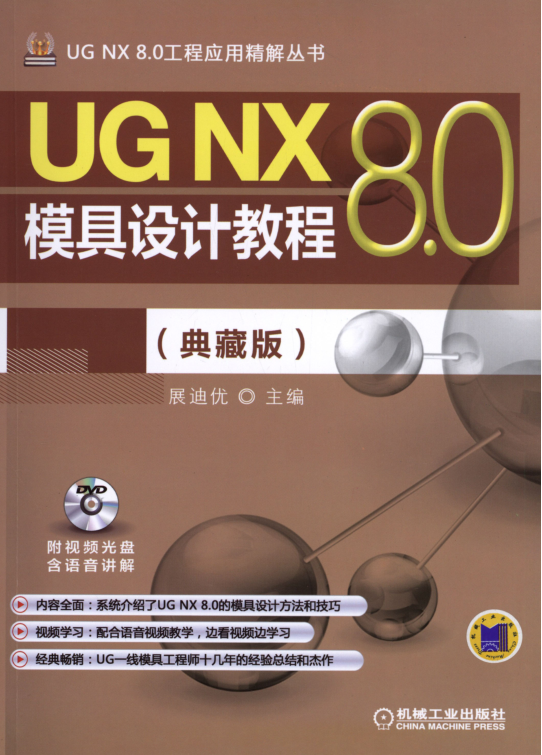 UG NX 8.0工程应用精解丛书
UG NX 8.0
模具设计教程
（典藏版）
展迪优 ◎ 主编
DVD
附视频光盘
含语音讲解
内容全面：系统介绍了UG NX 8.0的模具设计方法和技巧
视频学习：配合语音视频教学，边看视频边学习
经典畅销：UG一线模具工程师十几年的经验总结和杰作
机械工业出版社
CHINA MACHINE PRESS